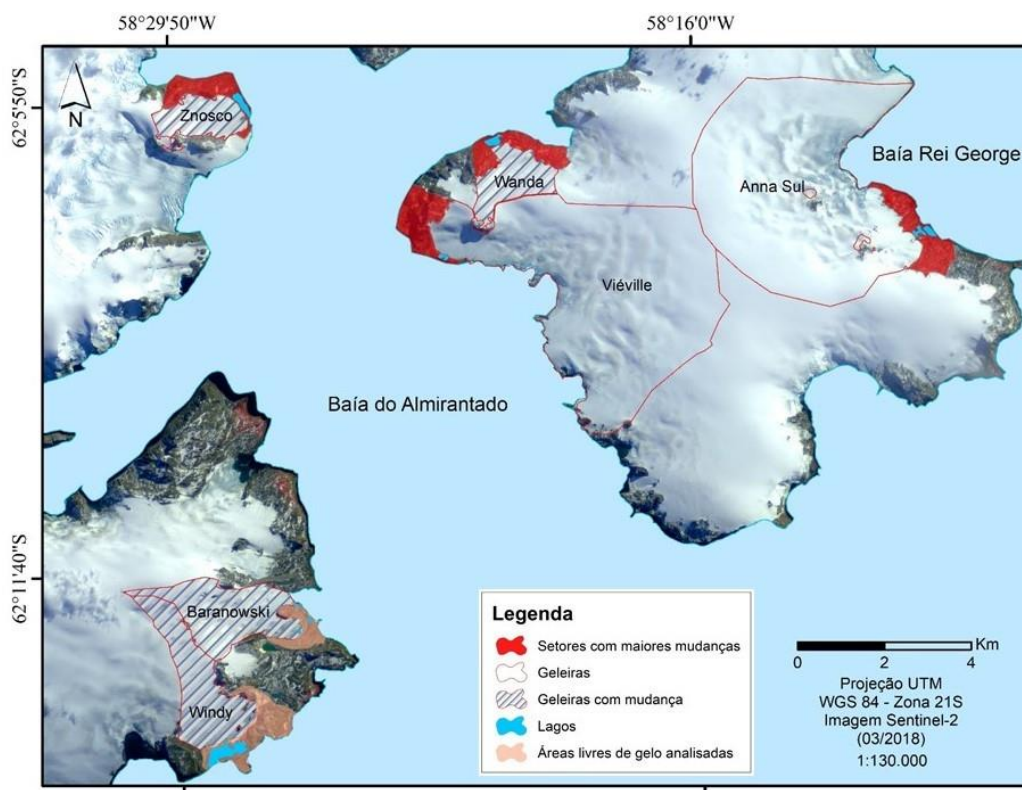 58°29'50"W
58°16'0"W
62°5'50"S
N
Znosco
Wanda
Anna Sul
Baía Rei George
Viéville
Baía do Almirantado
62°11'40"S
Baranowski
Windy
Legenda
Setores com maiores mudanças
Geleiras
Geleiras com mudança
Lagos
Áreas livres de gelo analisadas
Km
0 2 4
Projeção UTM
WGS 84 - Zona 21S
Imagem Sentinel-2
(03/2018)
1:130.000